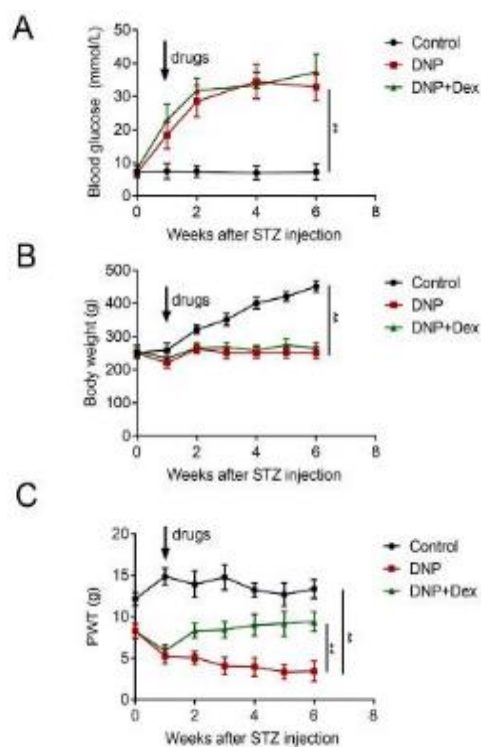 A
drugs
Control
DNP
DNP+Dex
Blood glucose (mmol/L)
50
40
30
20
10
0
**
0 2 4 6 8
Weeks after STZ injection
B
drugs
Control
DNP
DNP+Dex
Body weight (g)
500
400
300
200
100
0
**
0 2 4 6 8
Weeks after STZ injection
C
drugs
Control
DNP
DNP+Dex
PWT (g)
20
15
10
5
0
**
**
0 2 4 6 8
Weeks after STZ injection